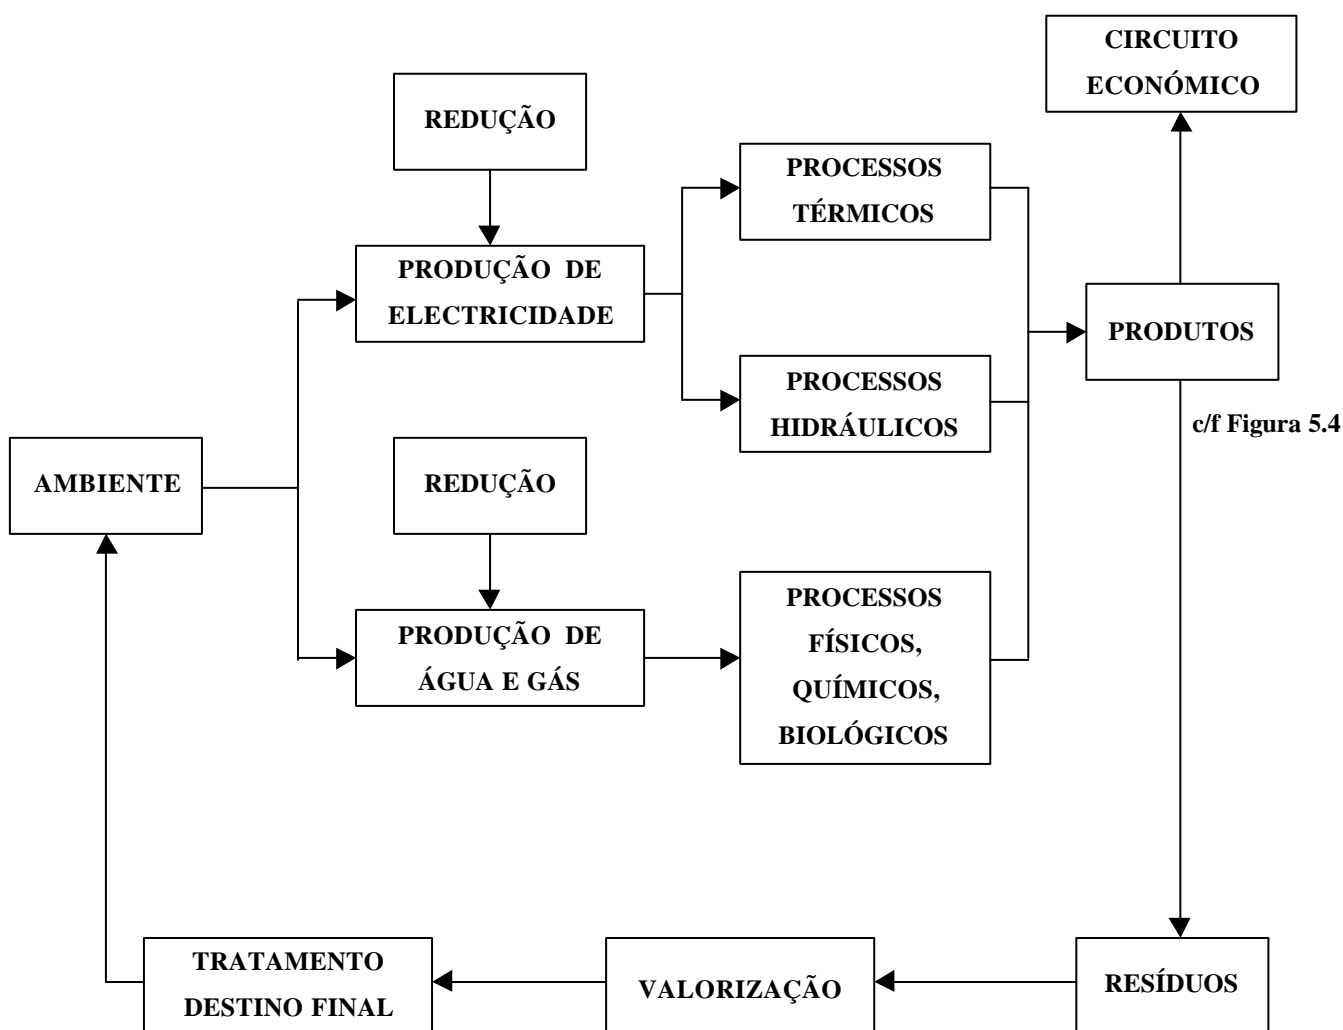 CIRCUITO
ECONÓMICO
REDUÇÃO
PROCESSOS
TÉRMICOS
PRODUÇÃO DE
ELECTRICIDADE
PRODUTOS
PROCESSOS
HIDRÁULICOS
c/f Figura 5.4
AMBIENTE
REDUÇÃO
PROCESSOS
FÍSICOS,
QUÍMICOS,
BIOLÓGICOS
PRODUÇÃO DE
ÁGUA E GÁS
TRATAMENTO
DESTINO FINAL
VALORIZAÇÃO
RESÍDUOS